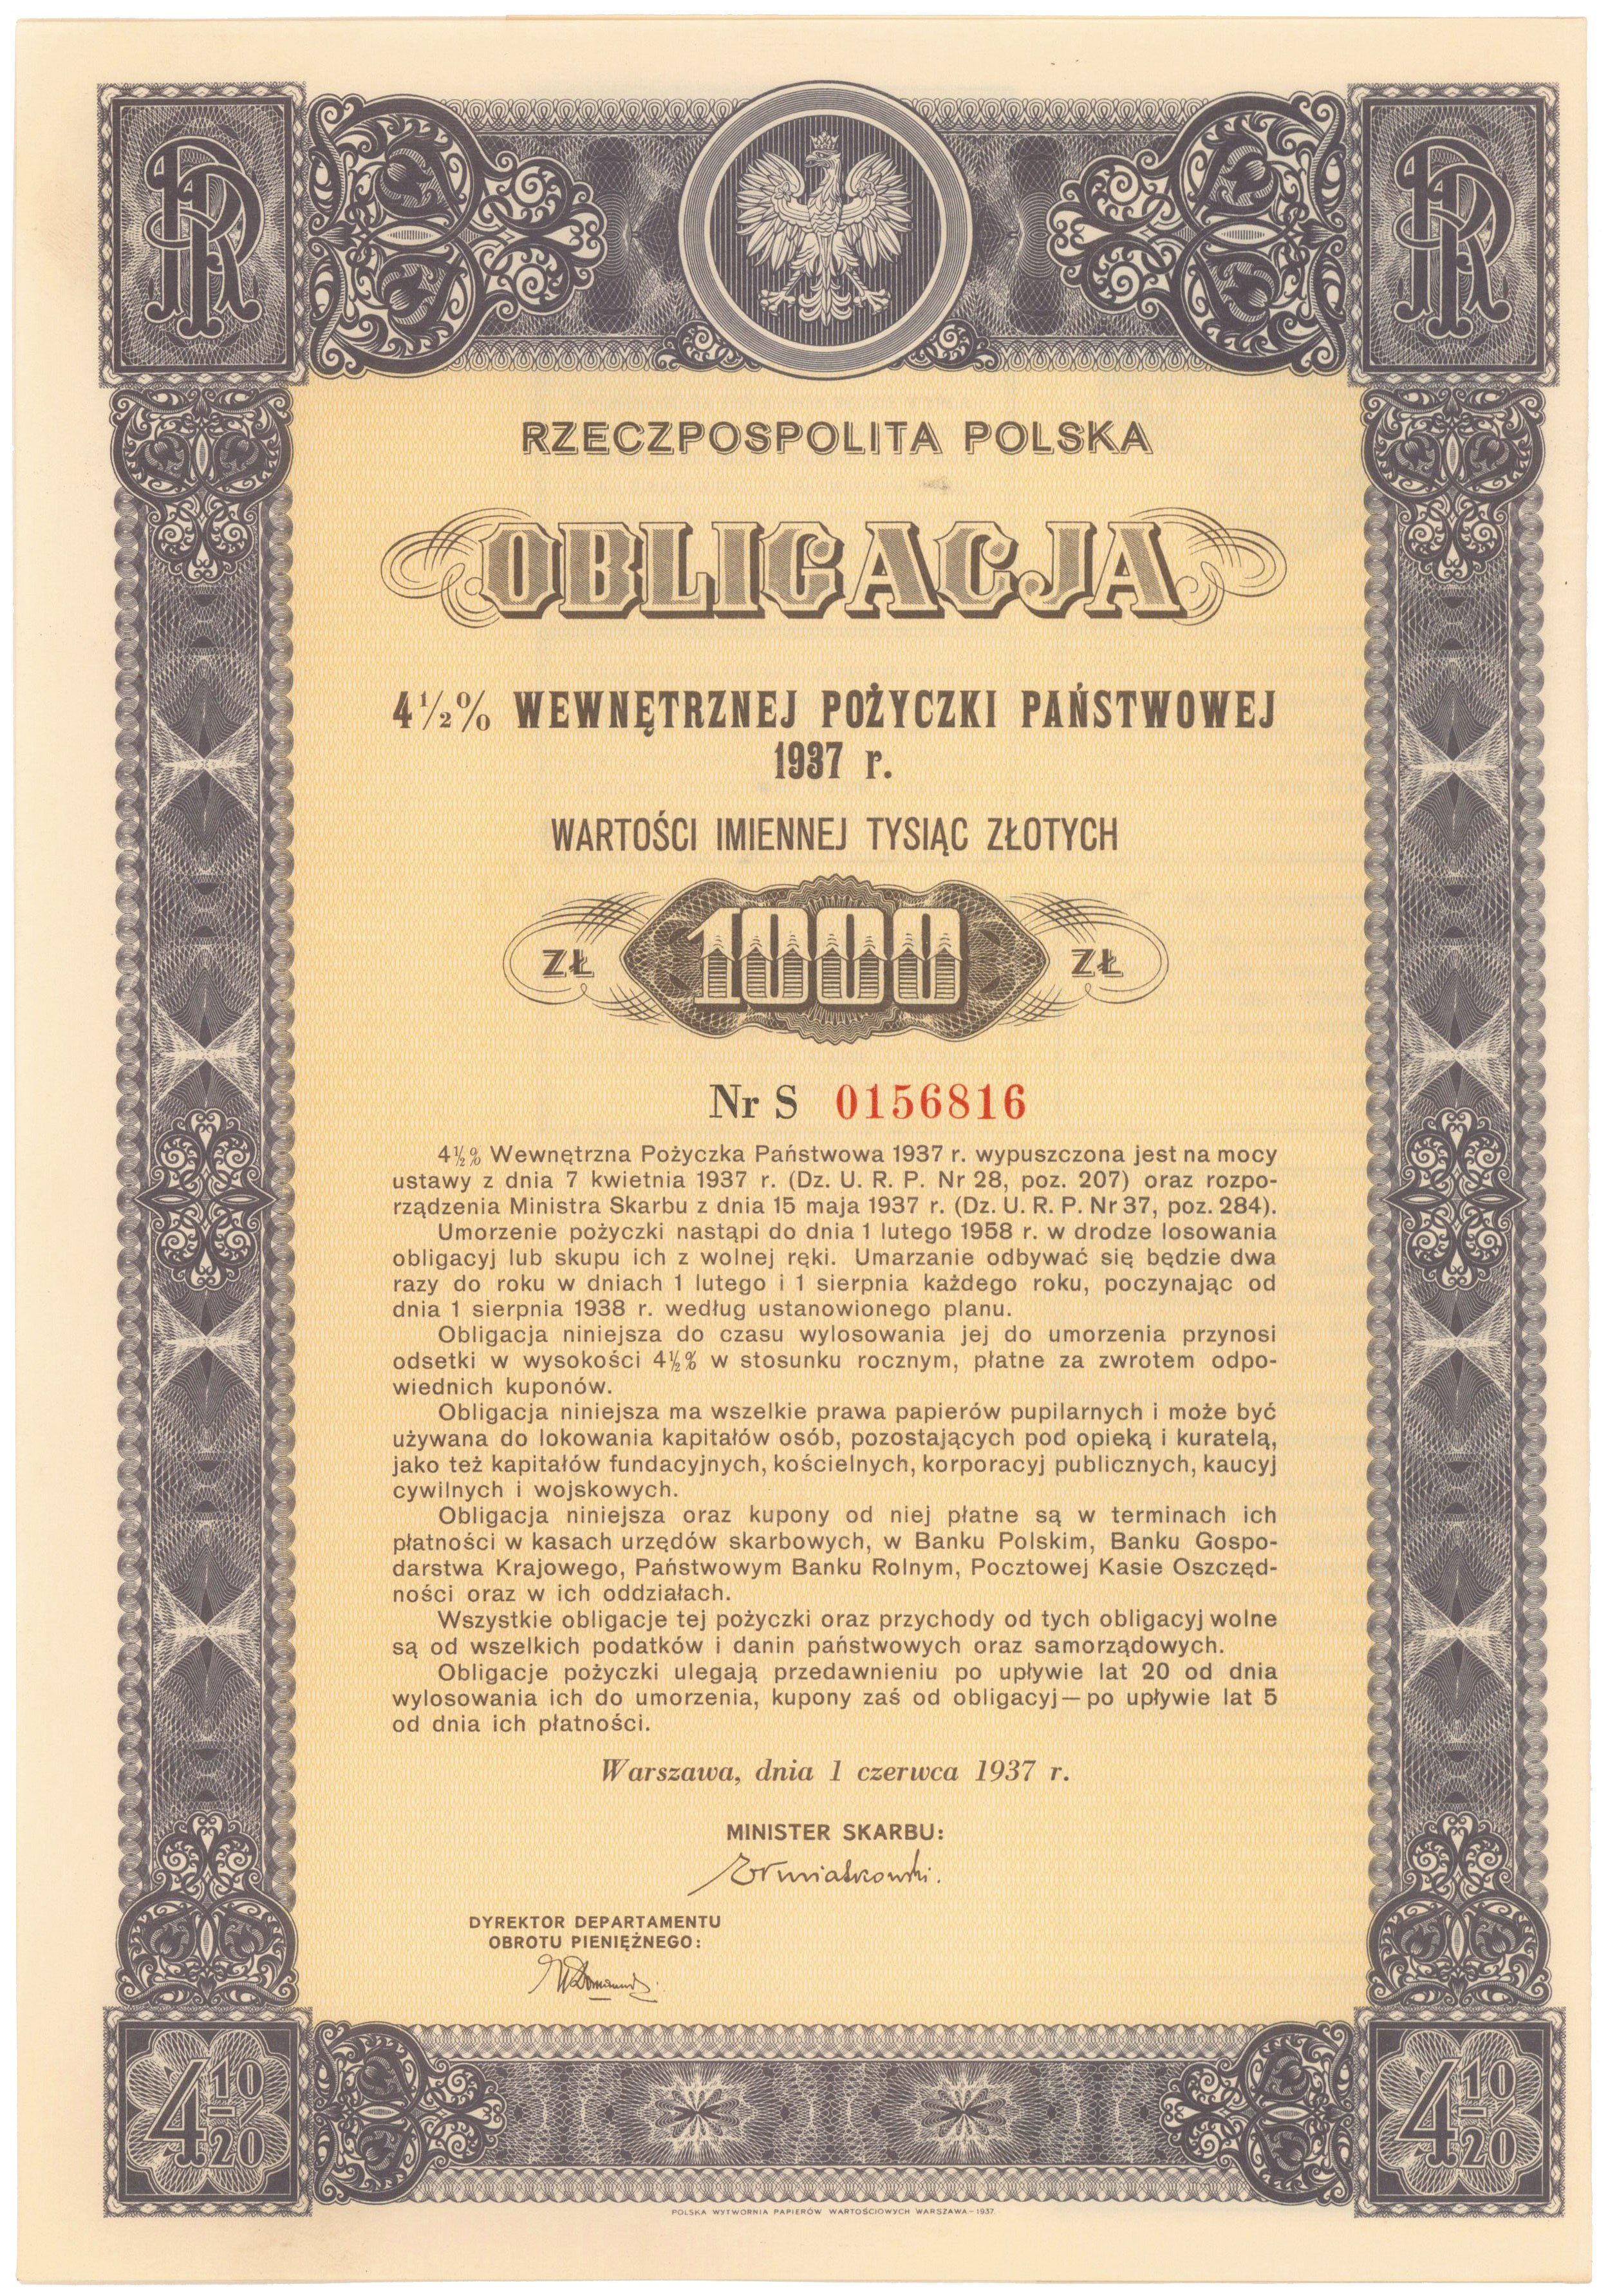 RP
RP
RZECZPOSPOLITA POLSKA
OBLIGACJA
4½% WEWNĘTRZNEJ POŻYCZKI PAŃSTWOWEJ
1937 r.
WARTOŚCI IMIENNEJ TYSIĄC ZŁOTYCH
ZŁ 1000 ZŁ
Nr S 0156816
4½% Wewnętrzna Pożyczka Państwowa 1937 r. wypuszczona jest na mocy
ustawy z dnia 7 kwietnia 1937 r. (Dz. U. R. P. Nr 28, poz. 207) oraz rozpo-
rządzenia Ministra Skarbu z dnia 15 maja 1937 r. (Dz. U. R. P. Nr 37, poz. 284).
Umorzenie pożyczki nastąpi do dnia 1 lutego 1958 r. w drodze losowania
obligacyj lub skupu ich z wolnej ręki. Umarzanie odbywać się będzie dwa
razy do roku w dniach 1 lutego i 1 sierpnia każdego roku, poczynając od
dnia 1 sierpnia 1938 r. według ustanowionego planu.
Obligacja niniejsza do czasu wylosowania jej do umorzenia przynosi
odsetki w wysokości 4½% w stosunku rocznym, płatne za zwrotem odpo-
wiednich kuponów.
Obligacja niniejsza ma wszelkie prawa papierów pupilarnych i może być
używana do lokowania kapitałów osób, pozostających pod opieką i kuratelą,
jako też kapitałów fundacyjnych, kościelnych, korporacyj publicznych, kaucyj
cywilnych i wojskowych.
Obligacja niniejsza oraz kupony od niej płatne są w terminach ich
płatności w kasach urzędów skarbowych, w Banku Polskim, Banku Gospo-
darstwa Krajowego, Państwowym Banku Rolnym, Pocztowej Kasie Oszczęd-
ności oraz w ich oddziałach.
Wszystkie obligacje tej pożyczki oraz przychody od tych obligacyj wolne
są od wszelkich podatków i danin państwowych oraz samorządowych.
Obligacje pożyczki ulegają przedawnieniu po upływie lat 20 od dnia
wylosowania ich do umorzenia, kupony zaś od obligacyj — po upływie lat 5
od dnia ich płatności.
Warszawa, dnia 1 czerwca 1937 r.
MINISTER SKARBU:
DYREKTOR DEPARTAMENTU
OBROTU PIENIĘŻNEGO:
4 10/20
4 10/20
POLSKA WYTWORNIA PAPIERÓW WARTOŚCIOWYCH WARSZAWA – 1937